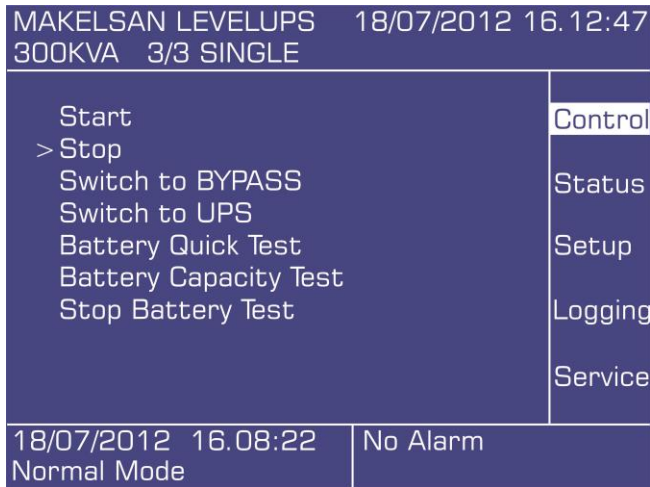 MAKELSAN LEVELUPS 18/07/2012 16.12:47
300KVA 3/3 SINGLE
Start
>Stop
Switch to BYPASS
Switch to UPS
Battery Quick Test
Battery Capacity Test
Stop Battery Test
Control
Status
Setup
Logging
Service
18/07/2012 16.08:22
Normal Mode
No Alarm